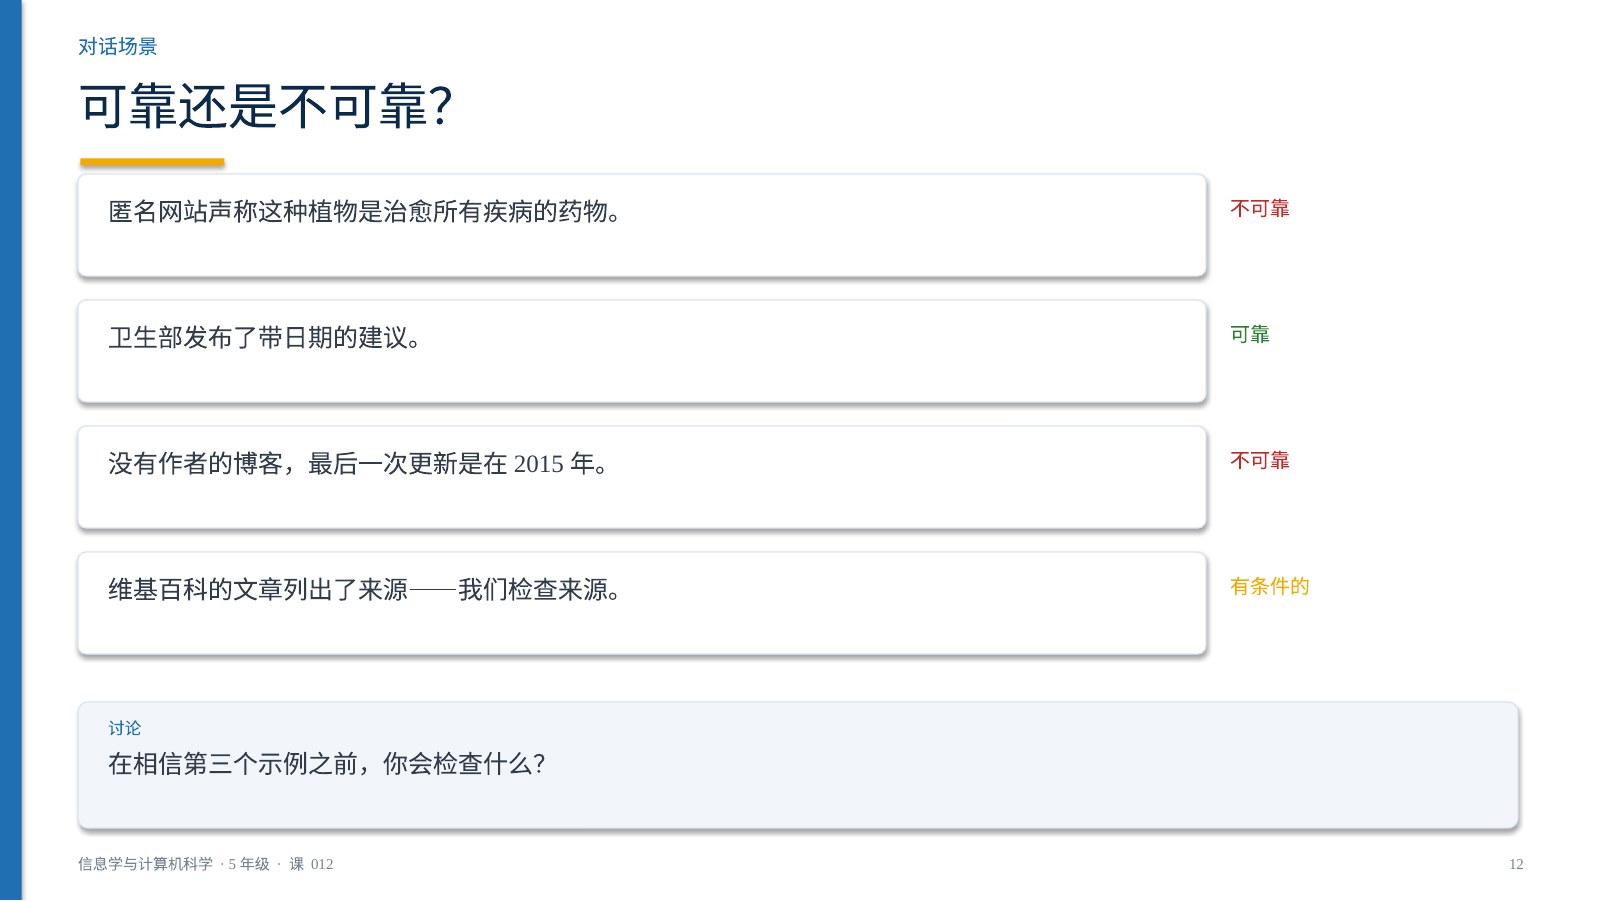 对话场景
可靠还是不可靠？
匿名网站声称这种植物是治愈所有疾病的药物。
不可靠
卫生部发布了带日期的建议。
可靠
没有作者的博客，最后一次更新是在 2015 年。
不可靠
维基百科的文章列出了来源——我们检查来源。
有条件的
讨论
在相信第三个示例之前，你会检查什么？
信息学与计算机科学 · 5 年级 · 课 012
12